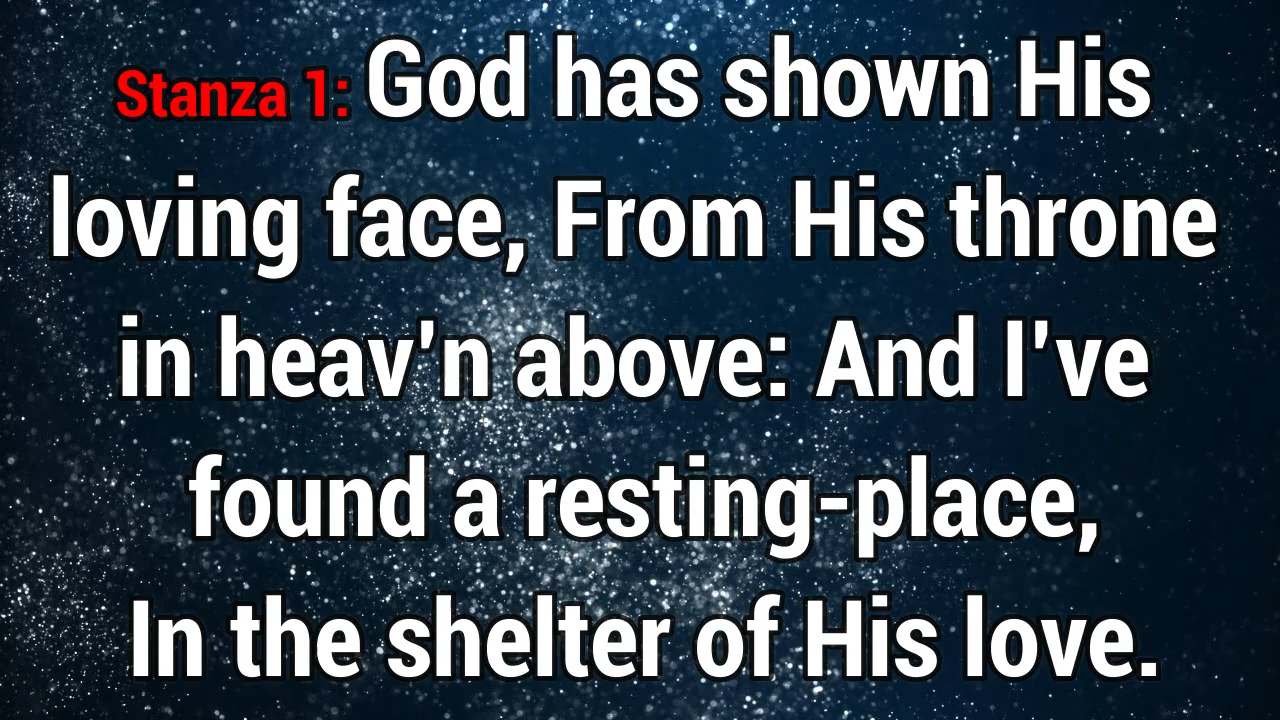 Stanza 1: God has shown His
loving face, From His throne
in heav’n above: And I’ve
found a resting-place,
In the shelter of His love.